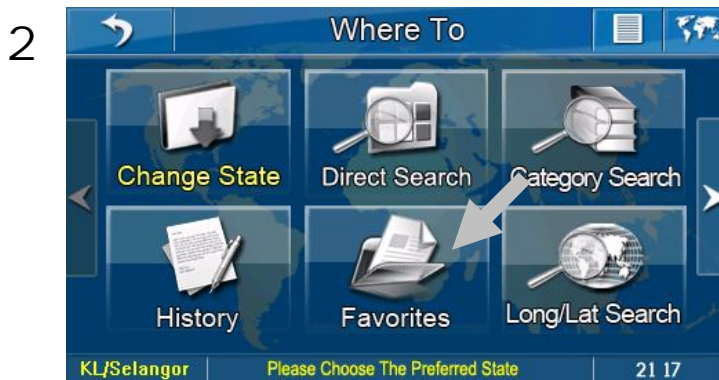 2
Where To
Change State Direct Search Category Search
History Favorites Long/Lat Search
KL/Selangor Please Choose The Preferred State 21 17